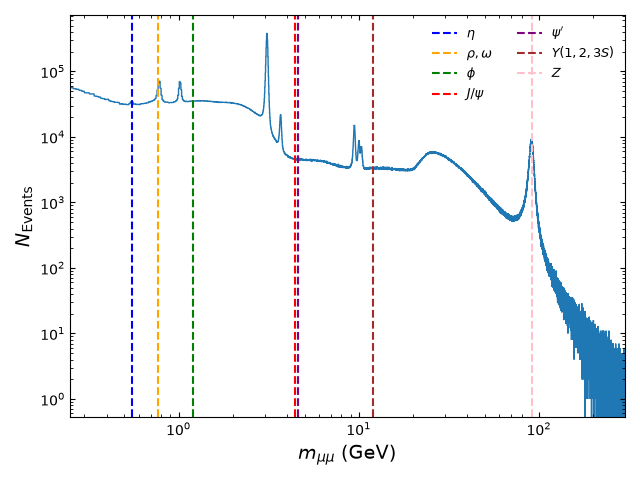 η
ψ′
ρ, ω
Y(1, 2, 3S)
ϕ
Z
J/ψ
10⁵
10⁴
10³
10²
10¹
10⁰
N_Events
10⁰
10¹
10²
m_μμ (GeV)